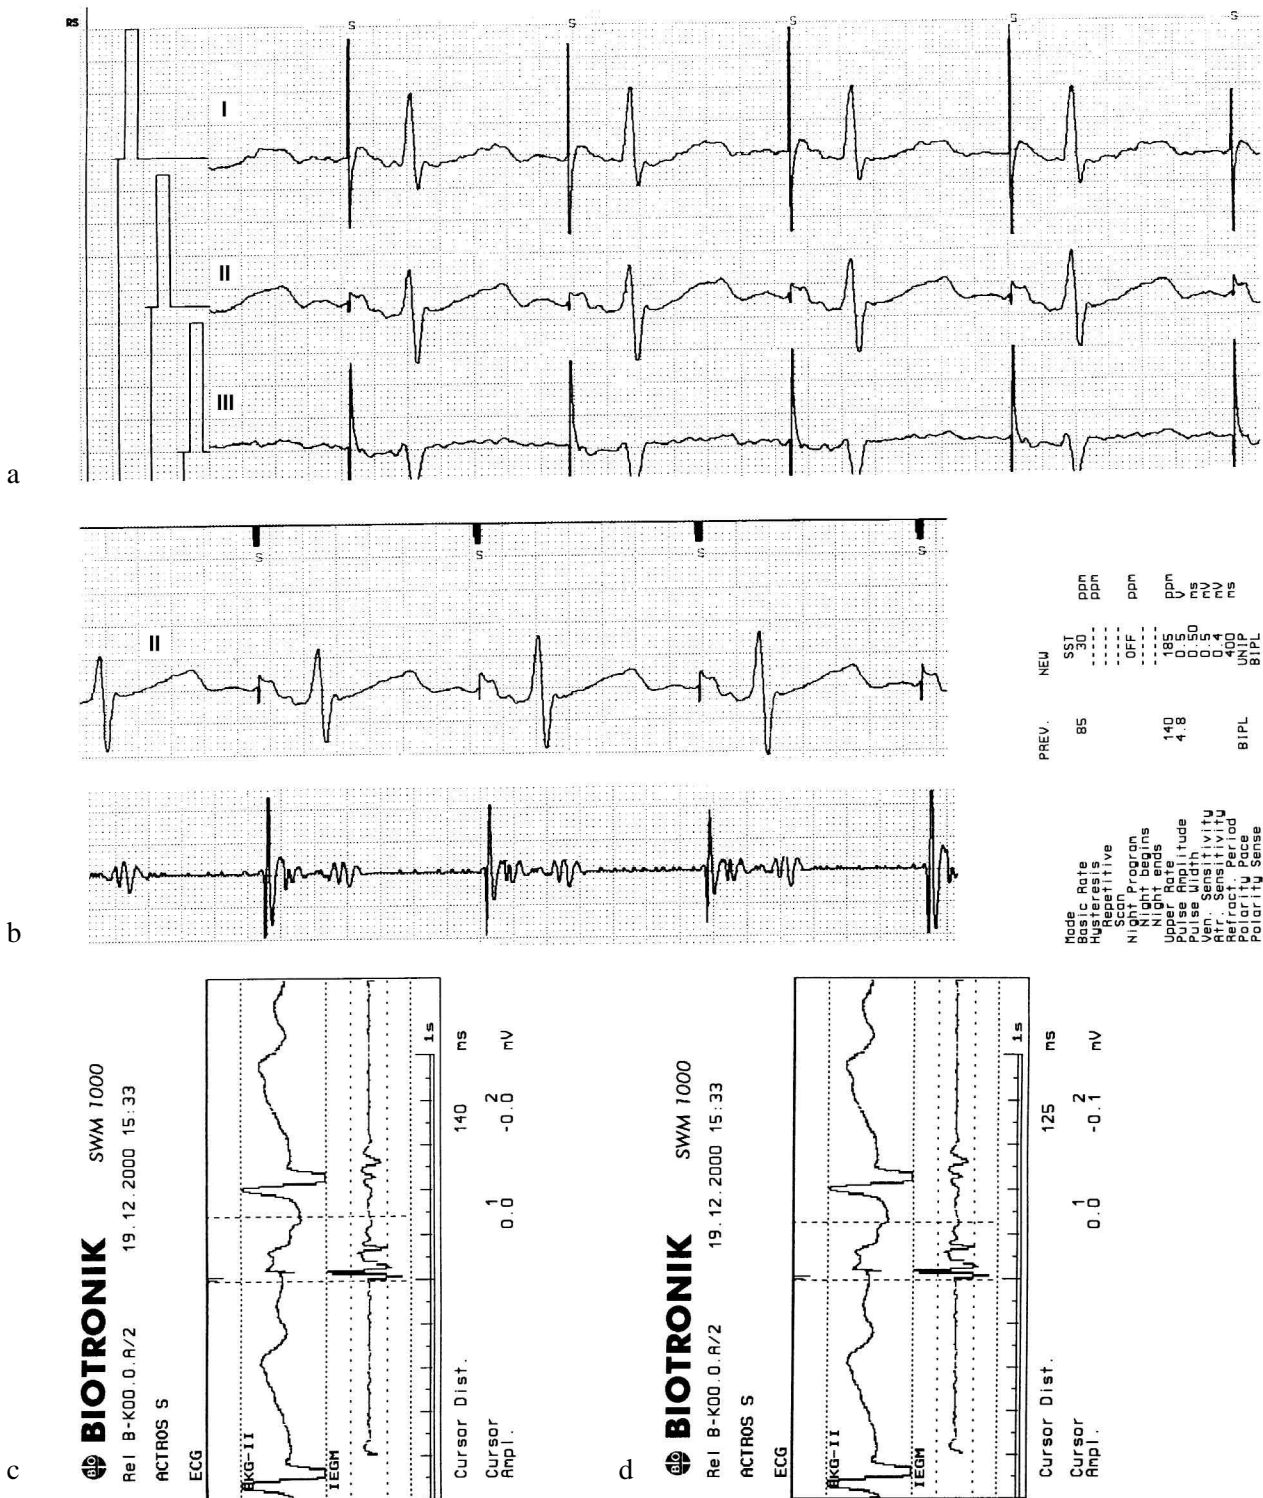 RS
S S S S S
I
II
III
a
S S S S
II
b
PREV. NEW
Mode SST
Basic Rate 85 30 ppm
Hysteresis ----- ppm
Repetitive -----
Scan -----
Night Program OFF ppm
Night begins -----
Night ends -----
Upper Rate 140 185 ppm
Pulse Amplitude 4.8 0.5 V
Pulse Width 0.50 ms
Ven. Sensitivity 0.5 mV
Atr. Sensitivity 0.4 mV
Refract. Period 400 ms
Polarity Pace BIPL UNIP
Polarity Sense BIPL
BIO BIOTRONIK SWM 1000
Rel B-K00.0.A/2 19.12.2000 15:33
ACTROS S
ECG
EKG-II
IEGM
1s
Cursor Dist. 140 ms
Cursor 1 2
Ampl. 0.0 -0.0 mV
c
BIO BIOTRONIK SWM 1000
Rel B-K00.0.A/2 19.12.2000 15:33
ACTROS S
ECG
EKG-II
IEGM
1s
Cursor Dist. 125 ms
Cursor 1 2
Ampl. 0.0 -0.1 mV
d